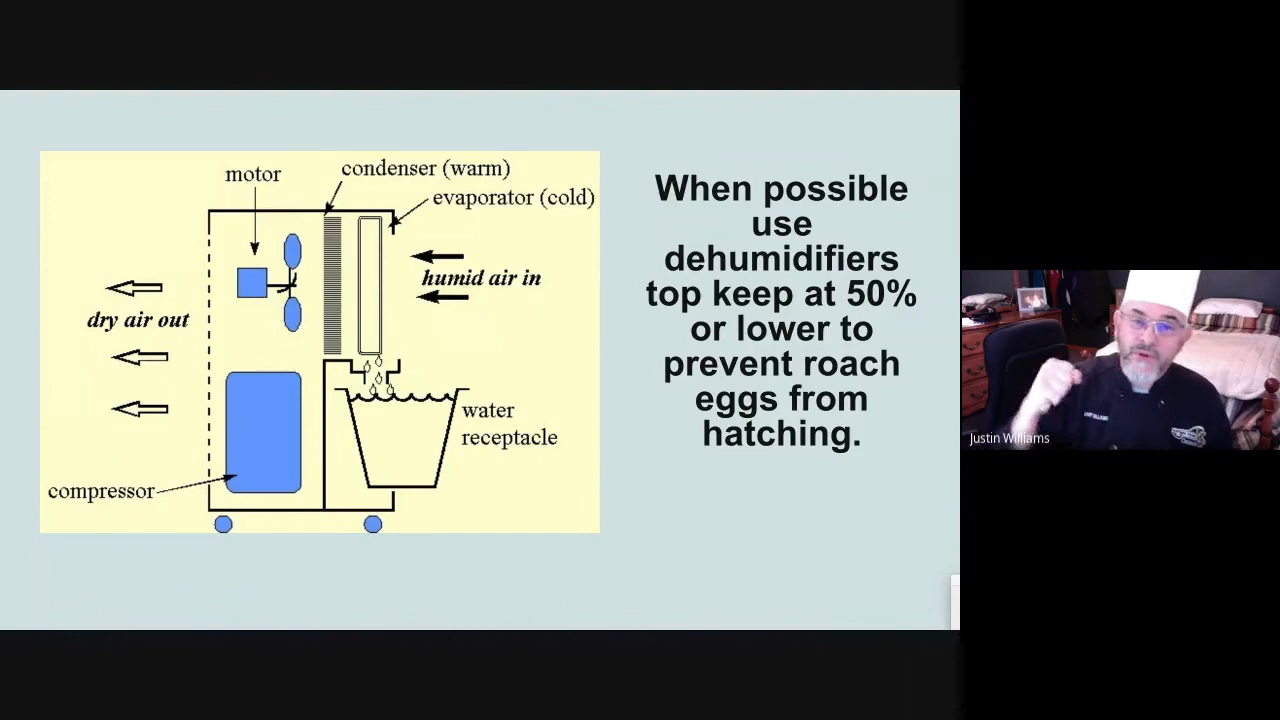 motor
condenser (warm)
evaporator (cold)
humid air in
dry air out
water
receptacle
compressor
When possible
use
dehumidifiers
top keep at 50%
or lower to
prevent roach
eggs from
hatching.
Justin Williams